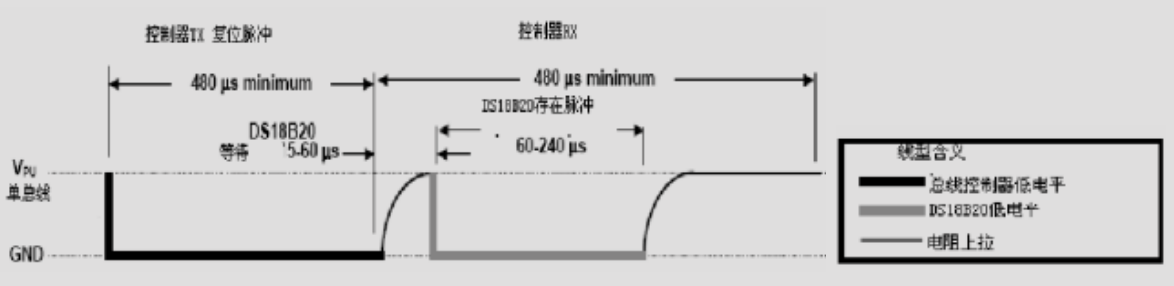 控制器TX 复位脉冲
控制器RX
480 μs minimum
480 μs minimum
DS18B20存在脉冲
DS18B20
等待 '5-60 μs
60-240 μs
VPU
单总线
GND
线型含义
总线控制器低电平
DS18B20低电平
电阻上拉